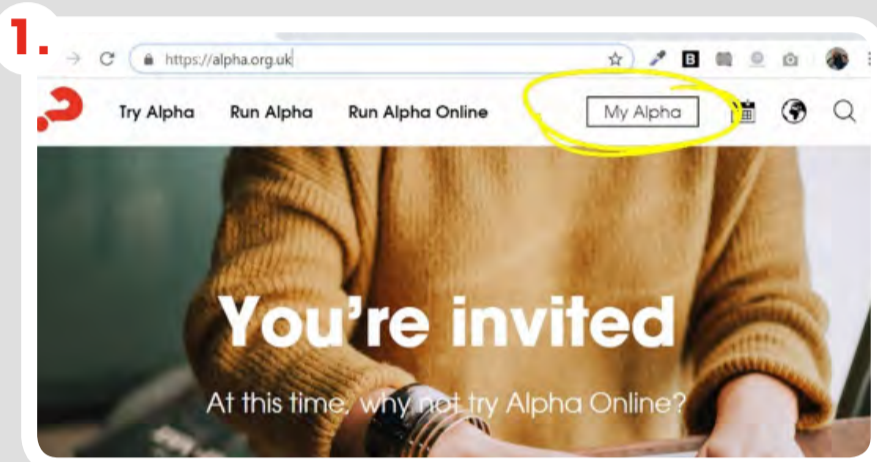 1.
https://alpha.org.uk
Try Alpha Run Alpha Run Alpha Online My Alpha
You're invited
At this time, why not try Alpha Online?